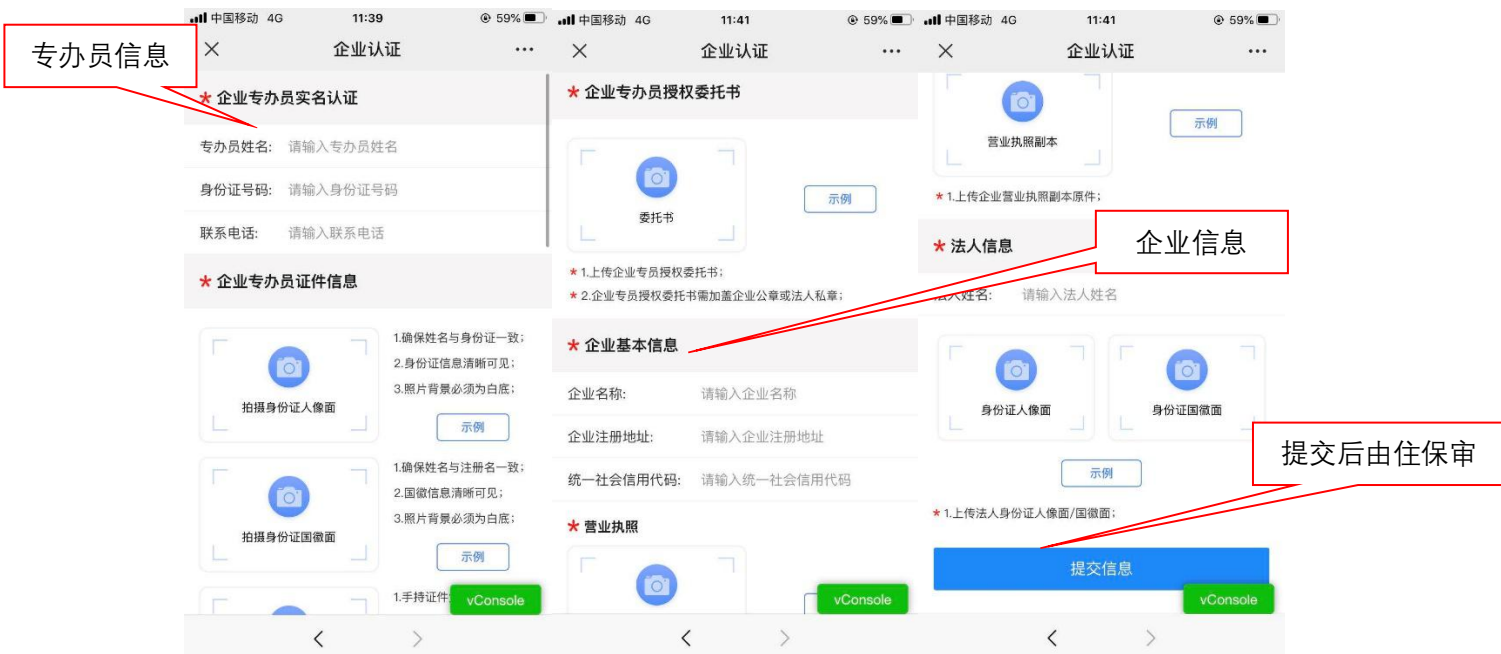 中国移动 4G 11:39 59%
企业认证
专办员信息
* 企业专办员实名认证
专办员姓名: 请输入专办员姓名
身份证号码: 请输入身份证号码
联系电话: 请输入联系电话
* 企业专办员证件信息
1.确保姓名与身份证一致;
2.身份证信息清晰可见;
3.照片背景必须为白底;
拍摄身份证人像面
示例
1.确保姓名与注册名一致;
2.国徽信息清晰可见;
3.照片背景必须为白底;
拍摄身份证国徽面
示例
1.手持证件
vConsole
中国移动 4G 11:41 59%
企业认证
* 企业专办员授权委托书
委托书
示例
* 1.上传企业专员授权委托书;
* 2.企业专员授权委托书需加盖企业公章或法人私章;
企业信息
* 企业基本信息
企业名称: 请输入企业名称
企业注册地址: 请输入企业注册地址
统一社会信用代码: 请输入统一社会信用代码
* 营业执照
vConsole
中国移动 4G 11:41 59%
企业认证
营业执照副本
示例
* 1.上传企业营业执照副本原件;
* 法人信息
法人姓名: 请输入法人姓名
身份证人像面
身份证国徽面
示例
* 1.上传法人身份证人像面/国徽面;
提交后由住保审
提交信息
vConsole